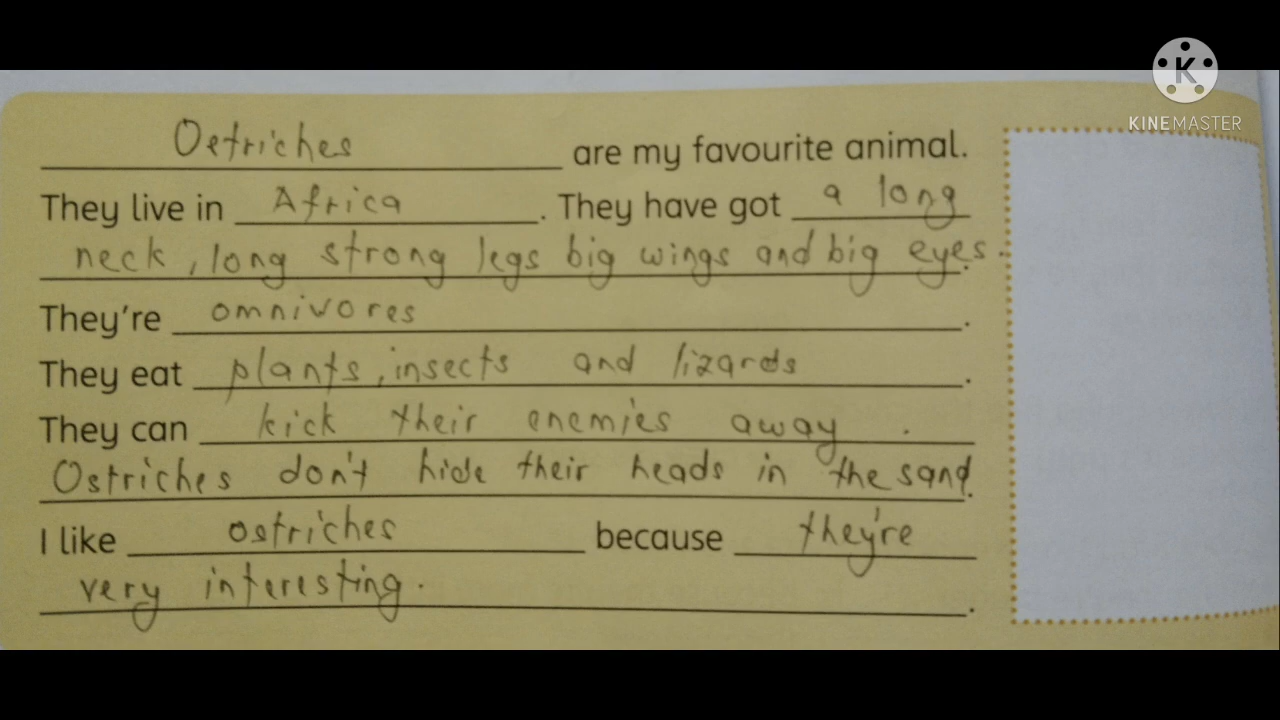 KINEMASTER
Ostriches are my favourite animal.
They live in Africa. They have got a long
neck, long strong legs big wings and big eyes.
They're omnivores.
They eat plants, insects and lizards.
They can kick their enemies away.
Ostriches don't hide their heads in the sand.
I like ostriches because they're
very interesting.